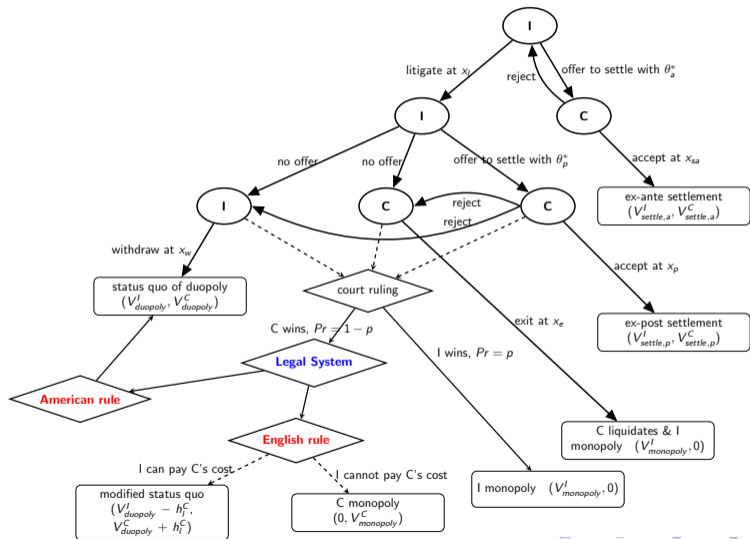 I
litigate at x_l
reject
offer to settle with θ*_a
I
C
no offer
no offer
offer to settle with θ*_p
accept at x_sa
I
C
reject
reject
C
ex-ante settlement
(V^I_settle,a, V^C_settle,a)
withdraw at x_w
status quo of duopoly
(V^I_duopoly, V^C_duopoly)
court ruling
accept at x_p
exit at x_e
ex-post settlement
(V^I_settle,p, V^C_settle,p)
C wins, Pr = 1 − p
I wins, Pr = p
Legal System
American rule
English rule
C liquidates & I
monopoly (V^I_monopoly, 0)
I can pay C's cost
I cannot pay C's cost
modified status quo
(V^I_duopoly − h^C_l,
V^C_duopoly + h^C_l)
C monopoly
(0, V^C_monopoly)
I monopoly (V^I_monopoly, 0)